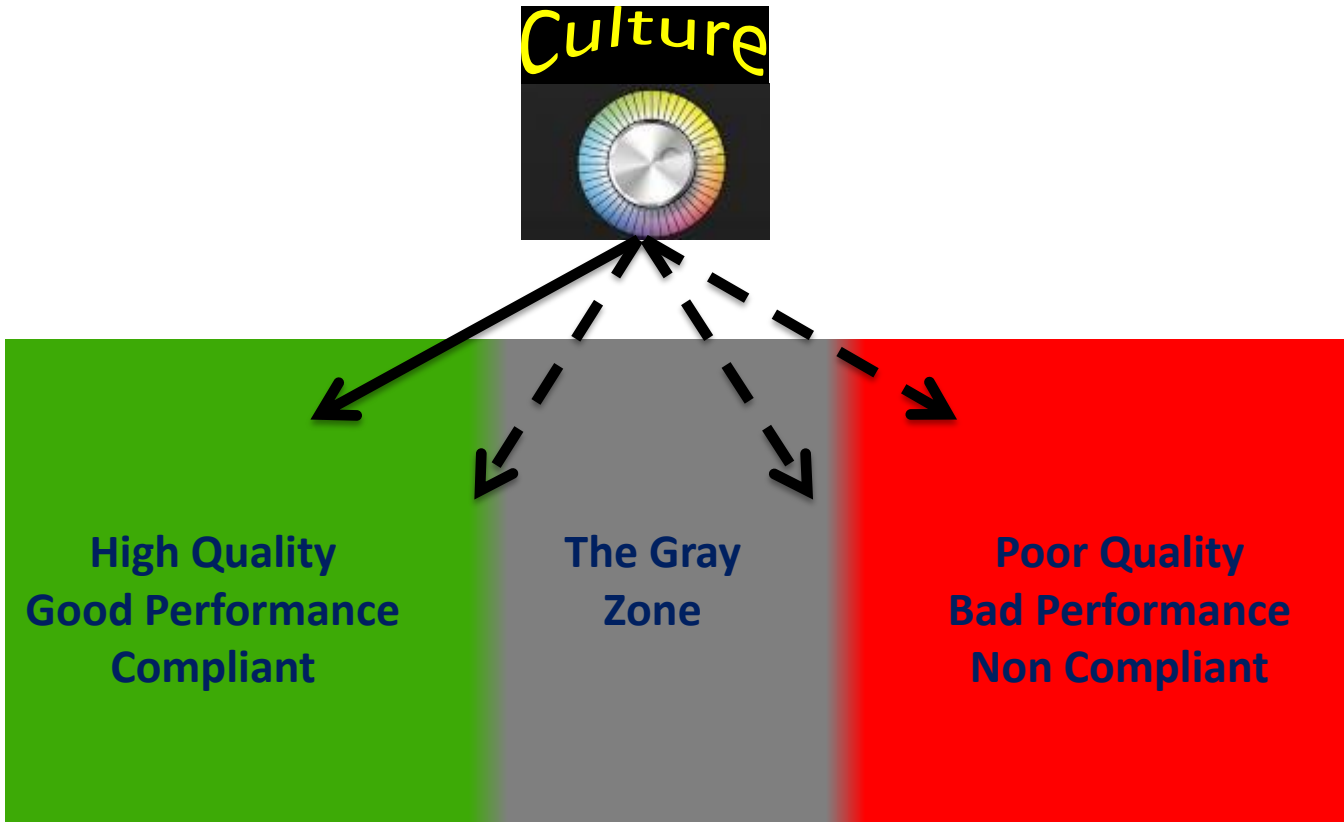 Culture
High Quality
Good Performance
Compliant
The Gray
Zone
Poor Quality
Bad Performance
Non Compliant